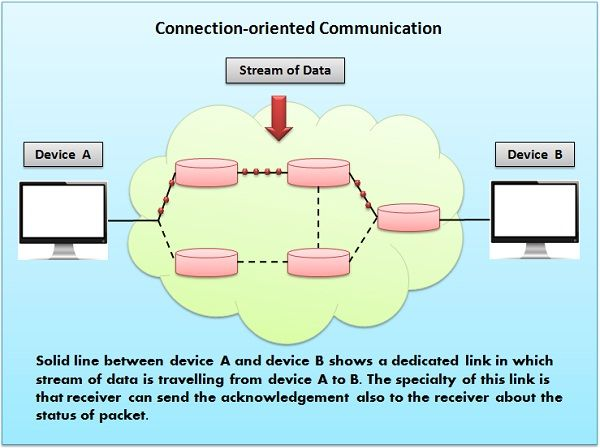 Connection-oriented Communication
Stream of Data
Device A
Device B
Solid line between device A and device B shows a dedicated link in which
stream of data is travelling from device A to B. The specialty of this link is
that receiver can send the acknowledgement also to the receiver about the
status of packet.